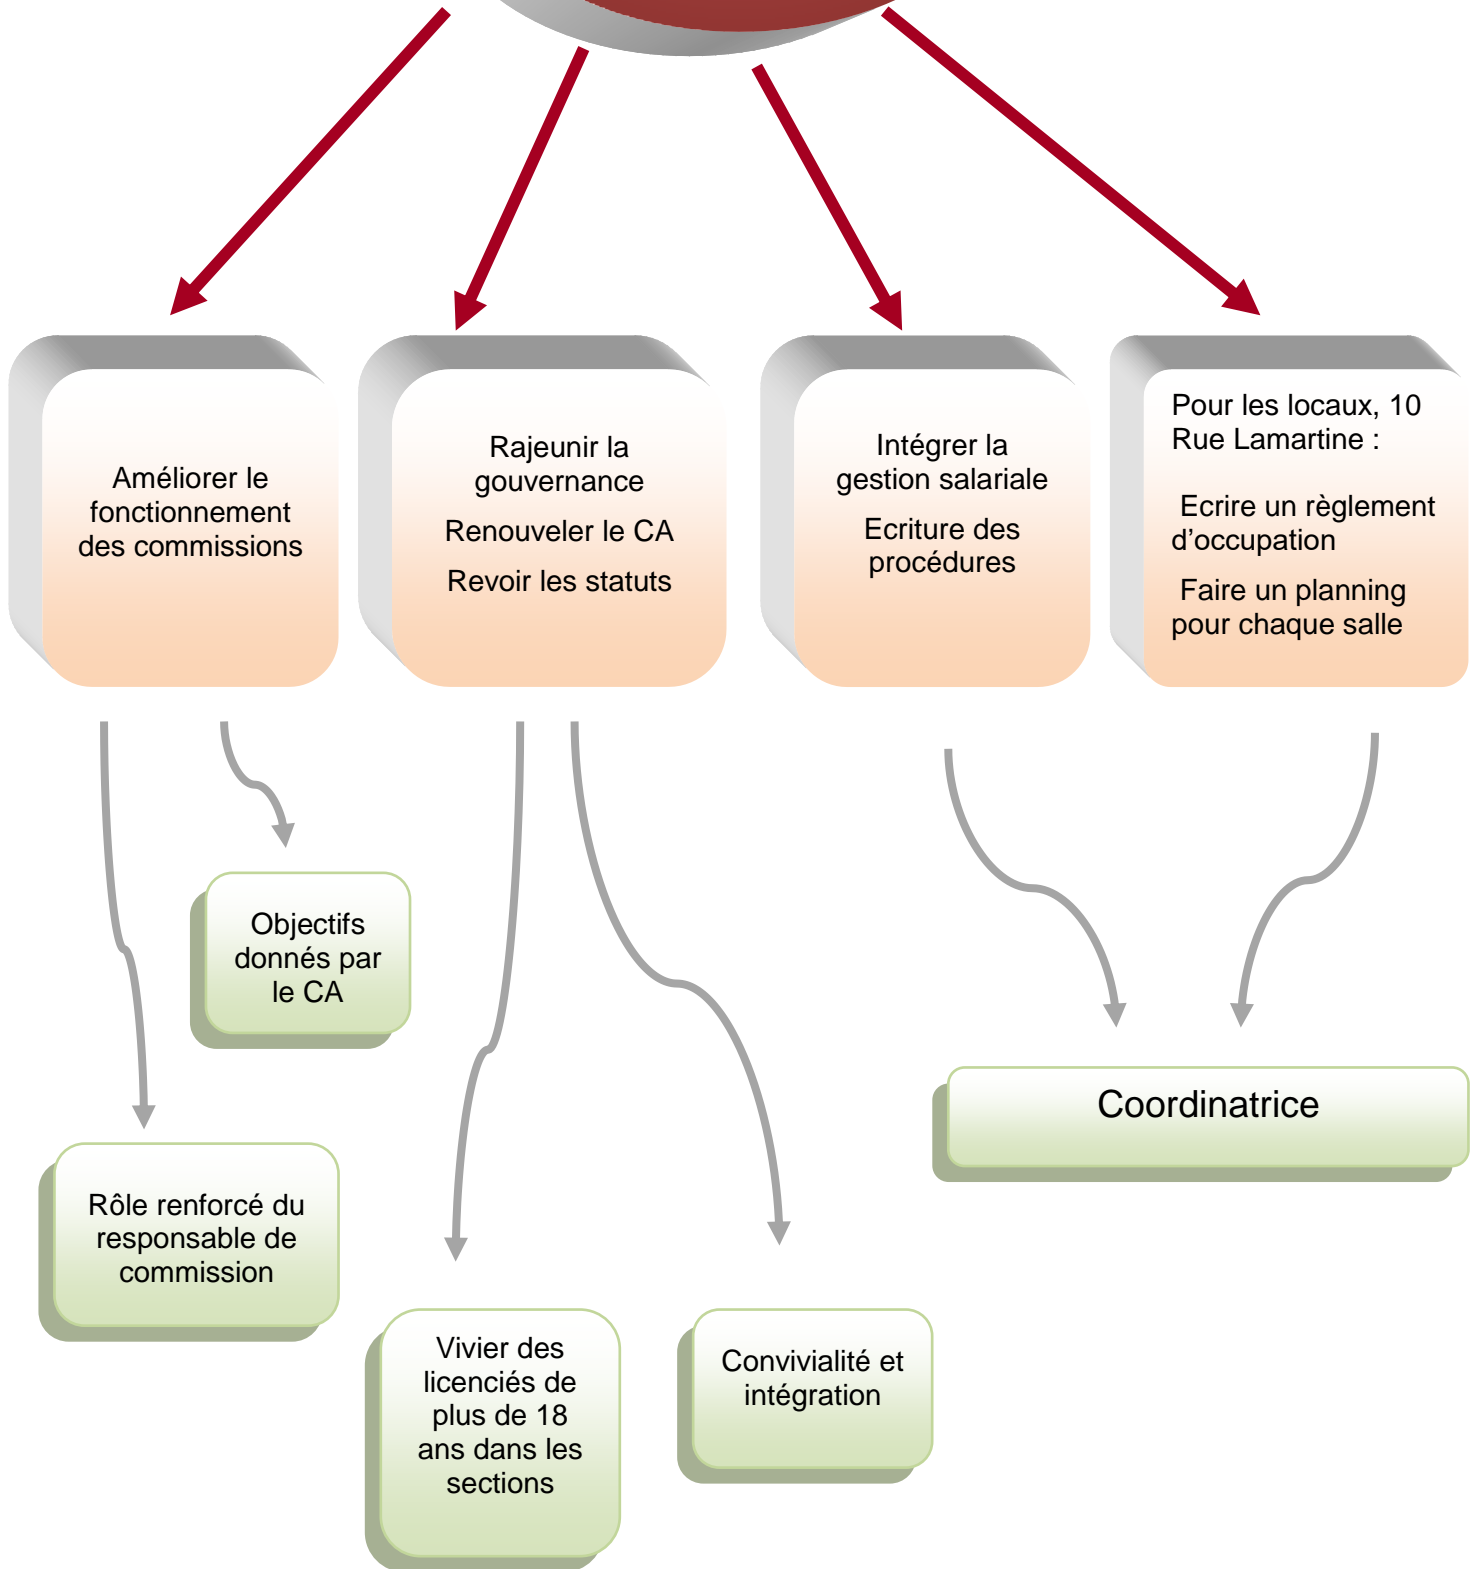 Améliorer le
fonctionnement
des commissions
Rajeunir la
gouvernance
Renouveler le CA
Revoir les statuts
Intégrer la
gestion salariale
Ecriture des
procédures
Pour les locaux, 10
Rue Lamartine :
Ecrire un règlement
d’occupation
Faire un planning
pour chaque salle
Objectifs
donnés par
le CA
Rôle renforcé du
responsable de
commission
Vivier des
licenciés de
plus de 18
ans dans les
sections
Convivialité et
intégration
Coordinatrice